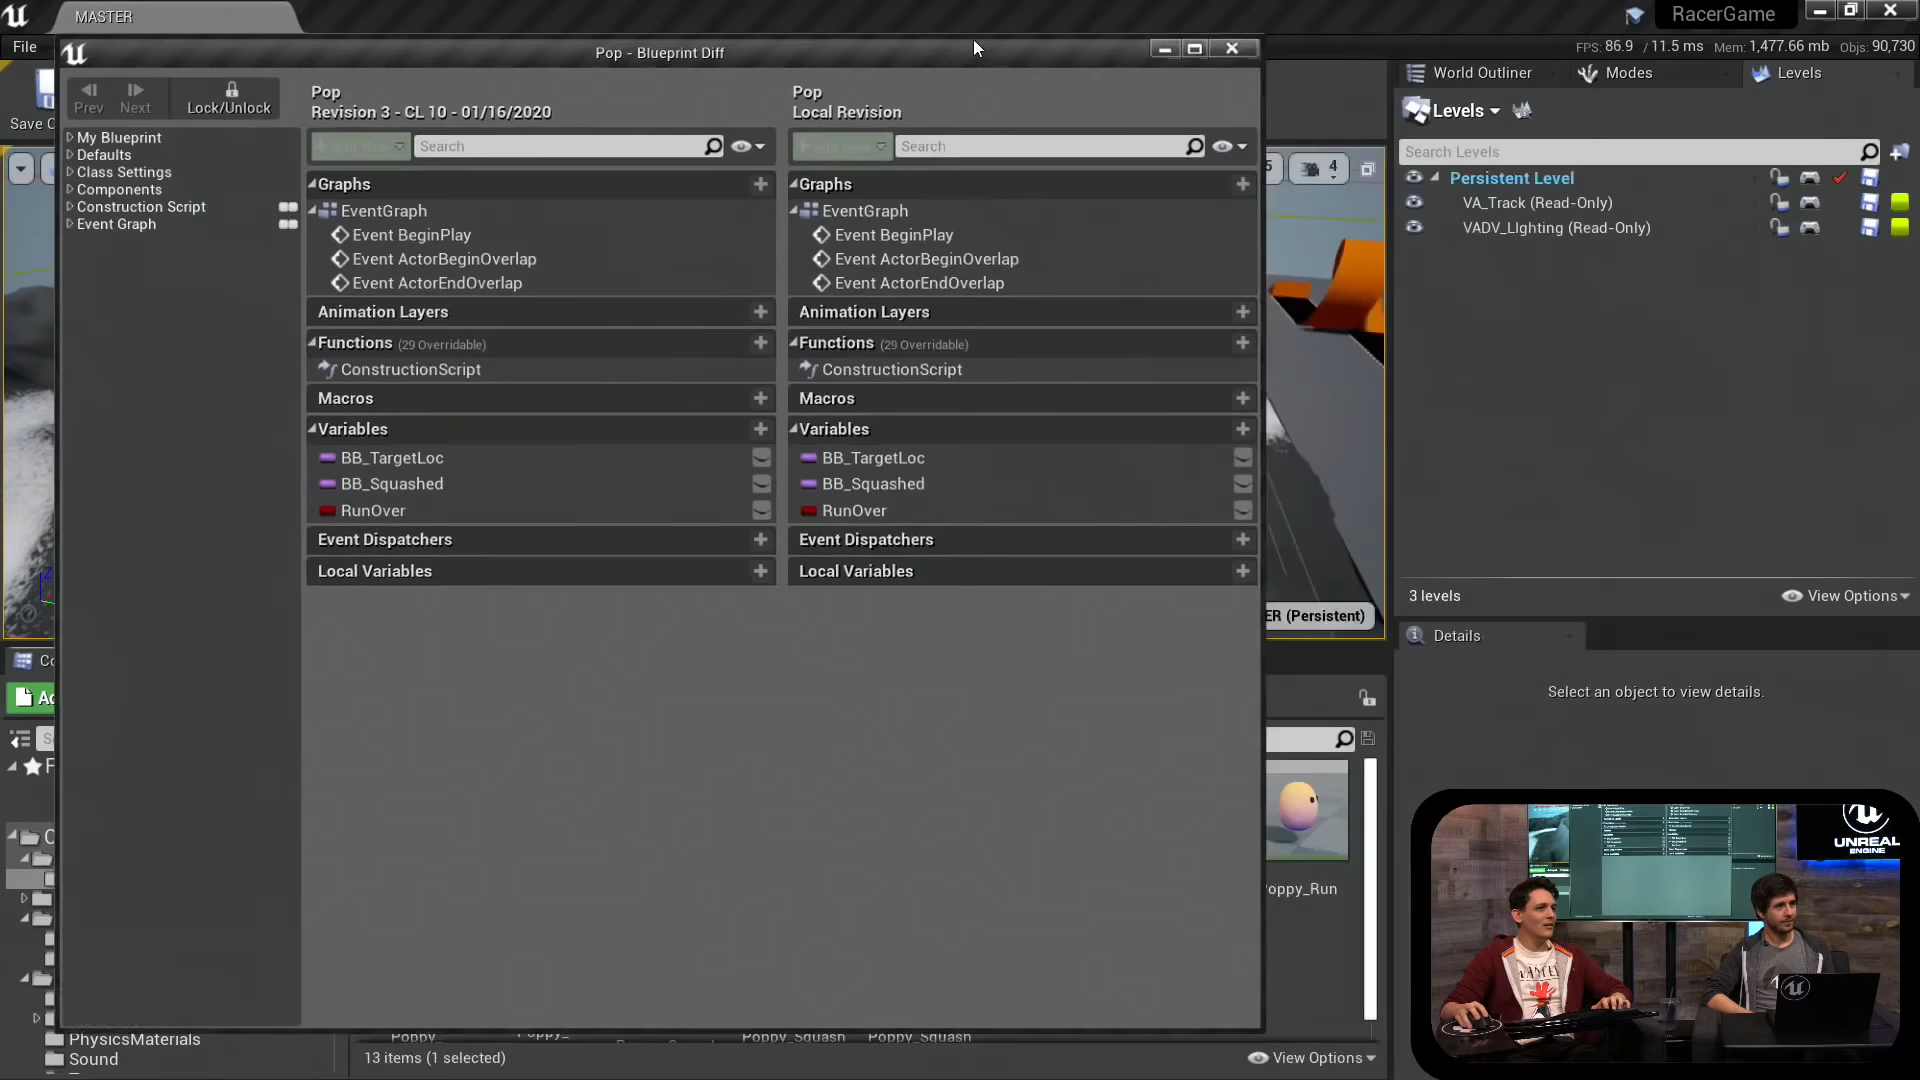 MASTER
RacerGame
File
Pop - Blueprint Diff
FPS: 86.9 / 11.5 ms Mem: 1,477.66 mb Objs: 90,730
Prev
Next
Lock/Unlock
Save
My Blueprint
Defaults
Class Settings
Components
Construction Script
Event Graph
Pop
Revision 3 - CL 10 - 01/16/2020
Search
Graphs
EventGraph
Event BeginPlay
Event ActorBeginOverlap
Event ActorEndOverlap
Animation Layers
Functions (29 Overridable)
ConstructionScript
Macros
Variables
BB_TargetLoc
BB_Squashed
RunOver
Event Dispatchers
Local Variables
Pop
Local Revision
Search
Graphs
EventGraph
Event BeginPlay
Event ActorBeginOverlap
Event ActorEndOverlap
Animation Layers
Functions (29 Overridable)
ConstructionScript
Macros
Variables
BB_TargetLoc
BB_Squashed
RunOver
Event Dispatchers
Local Variables
5
4
ER (Persistent)
World Outliner
Modes
Levels
Levels
Search Levels
Persistent Level
VA_Track (Read-Only)
VADV_LIghting (Read-Only)
3 levels
View Options
Details
Select an object to view details.
oppy_Run
PhysicsMaterials
Sound
Poppy_
Poppy_Squash
Poppy_Squash
13 items (1 selected)
View Options
UNREAL
ENGINE